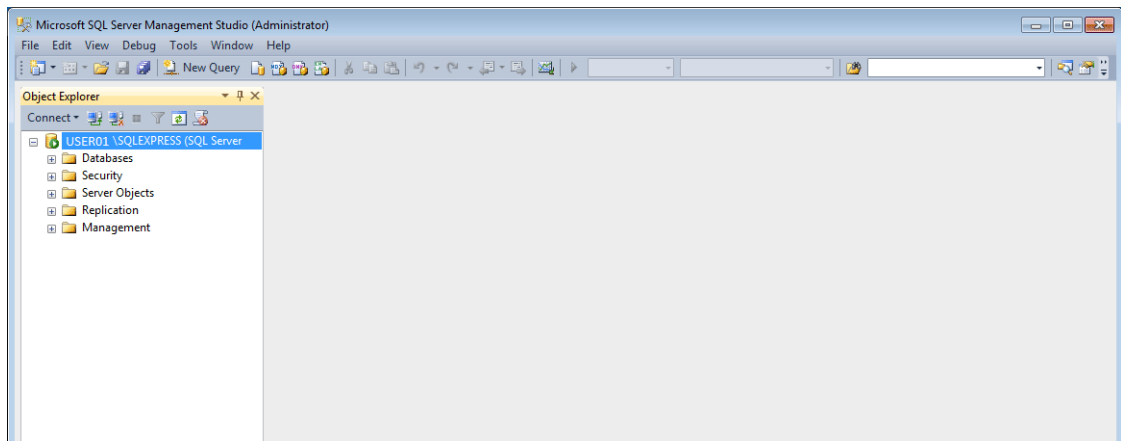 Microsoft SQL Server Management Studio (Administrator)
File Edit View Debug Tools Window Help
New Query
Object Explorer
Connect
USER01 \SQLEXPRESS (SQL Server
Databases
Security
Server Objects
Replication
Management